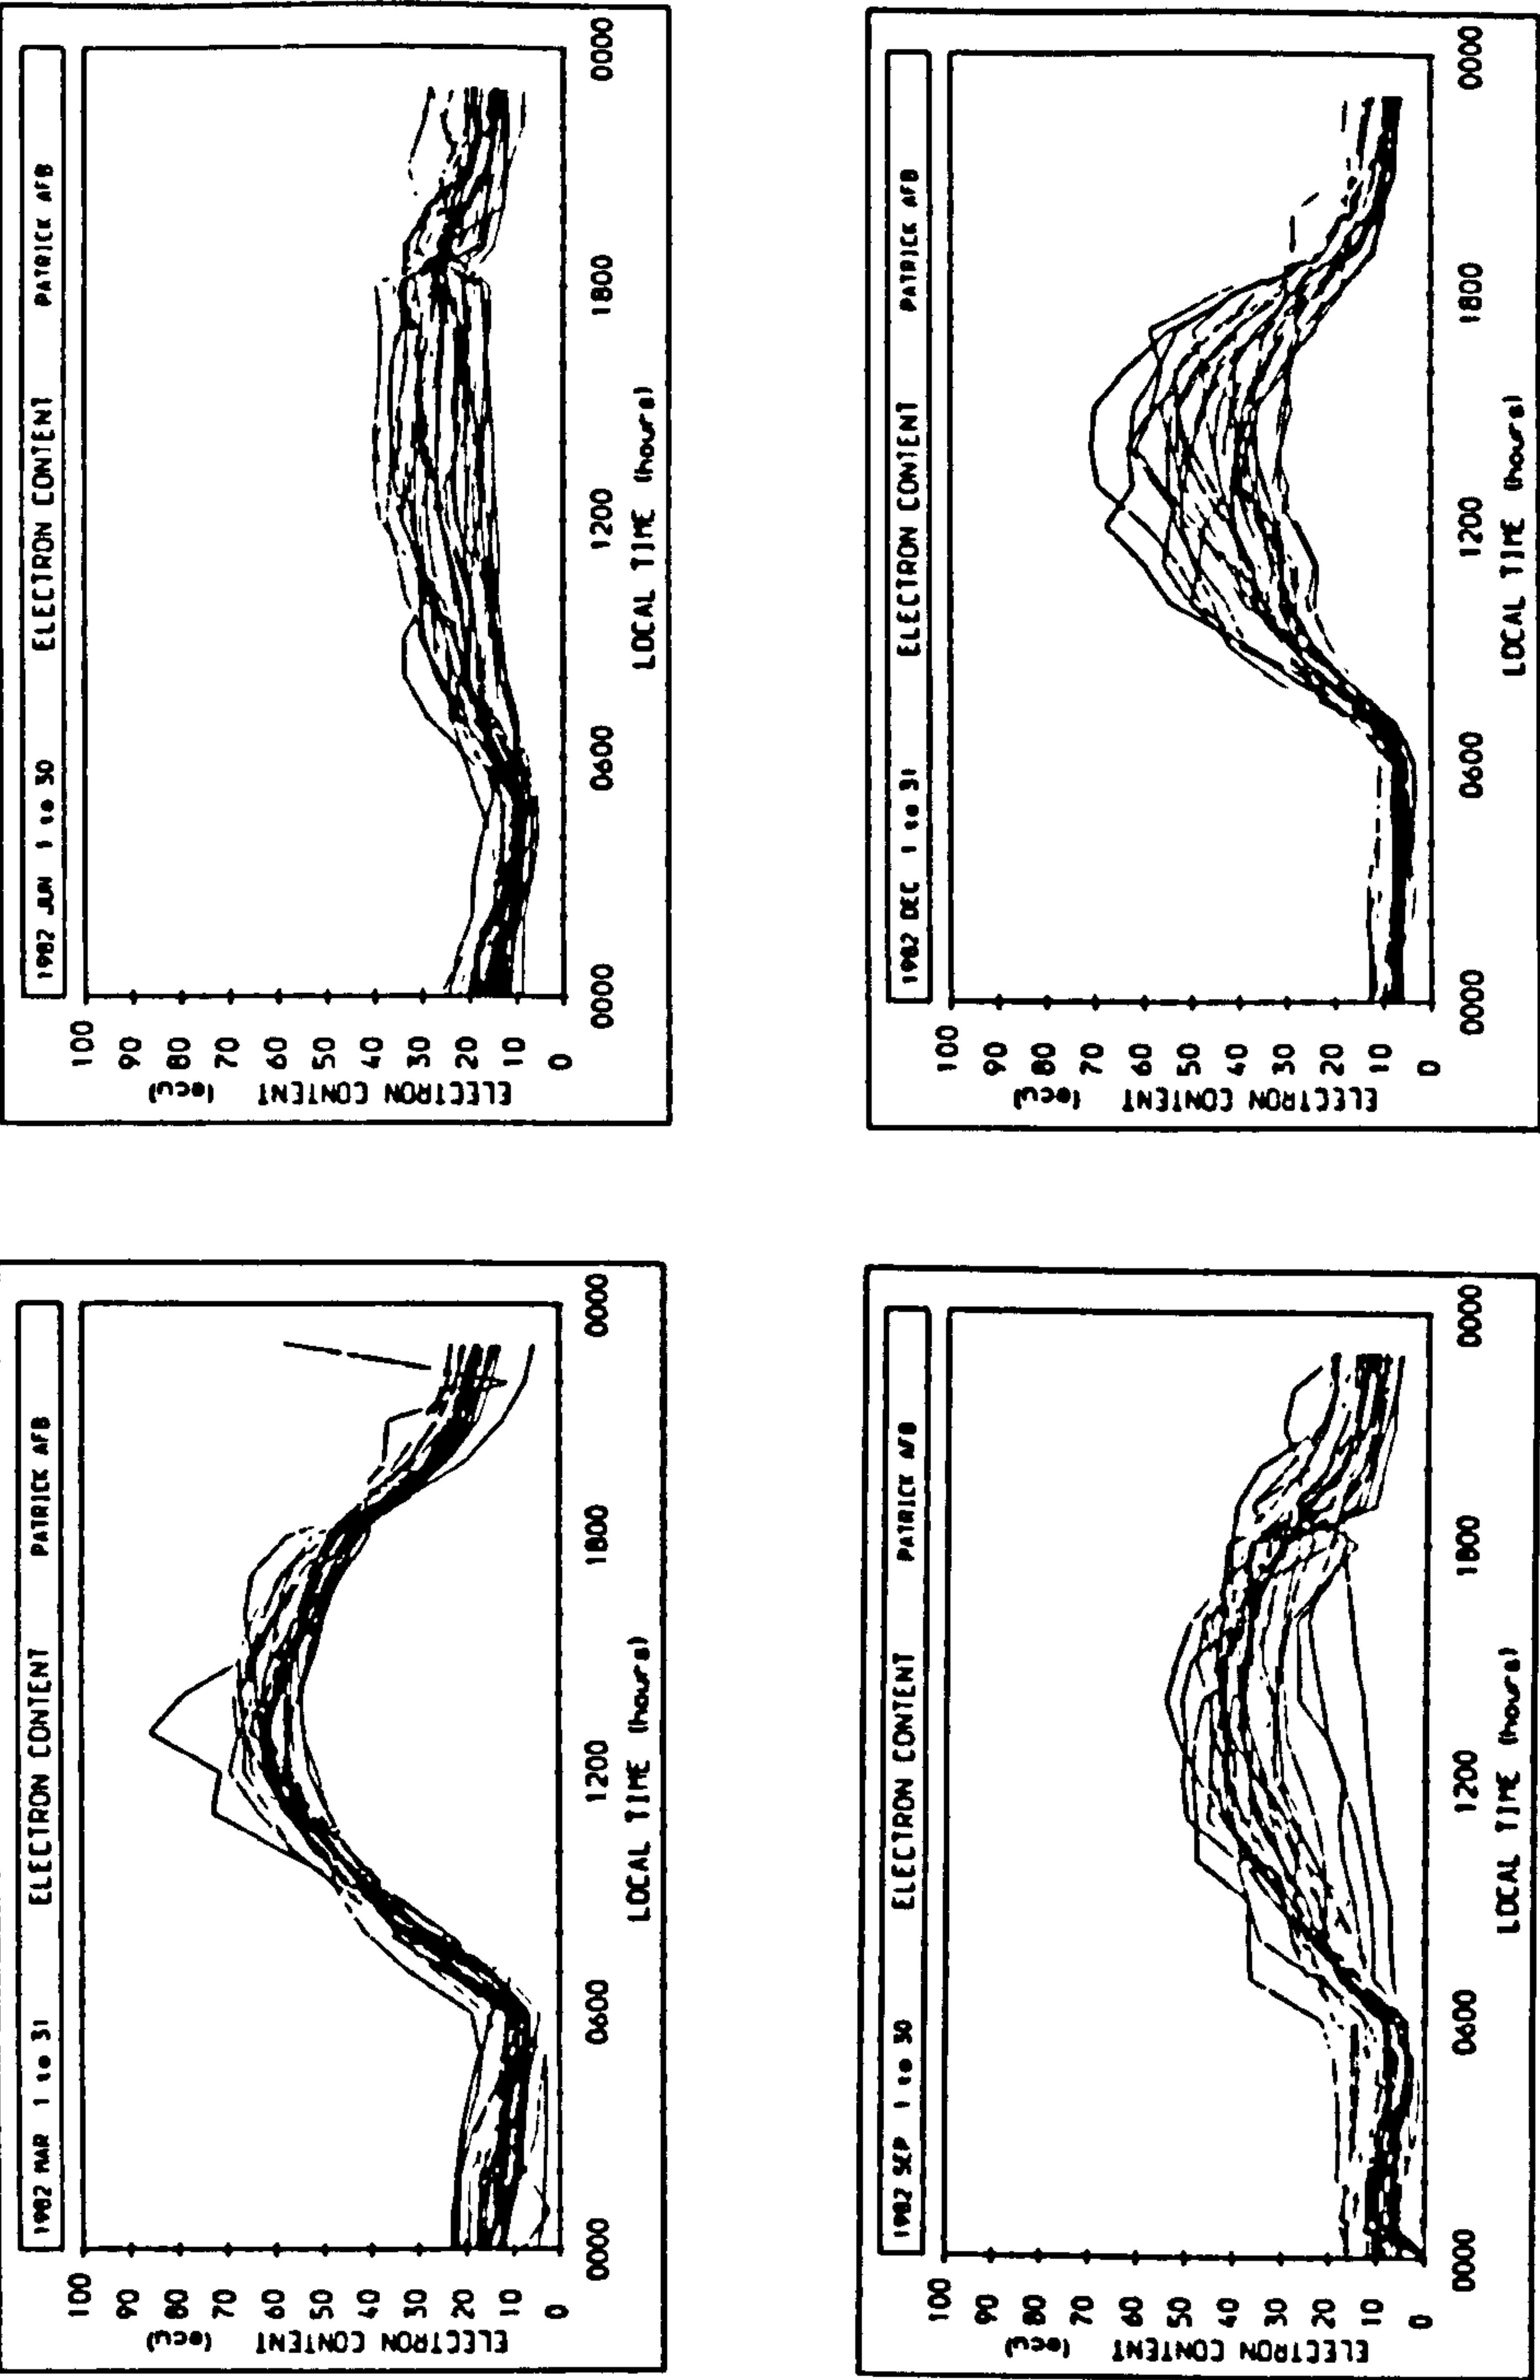 1982 MAR 1 to 31 ELECTRON CONTENT PATRICK AFB
ELECTRON CONTENT (ecu)
100
90
80
70
60
50
40
30
20
10
0
0000 0600 1200 1800 0000
LOCAL TIME (hours)
1982 JUN 1 to 30 ELECTRON CONTENT PATRICK AFB
ELECTRON CONTENT (ecu)
100
90
80
70
60
50
40
30
20
10
0
0000 0600 1200 1800 0000
LOCAL TIME (hours)
1982 SEP 1 to 30 ELECTRON CONTENT PATRICK AFB
ELECTRON CONTENT (ecu)
100
90
80
70
60
50
40
30
20
10
0
0000 0600 1200 1800 0000
LOCAL TIME (hours)
1982 DEC 1 to 31 ELECTRON CONTENT PATRICK AFB
ELECTRON CONTENT (ecu)
100
90
80
70
60
50
40
30
20
10
0
0000 0600 1200 1800 0000
LOCAL TIME (hours)